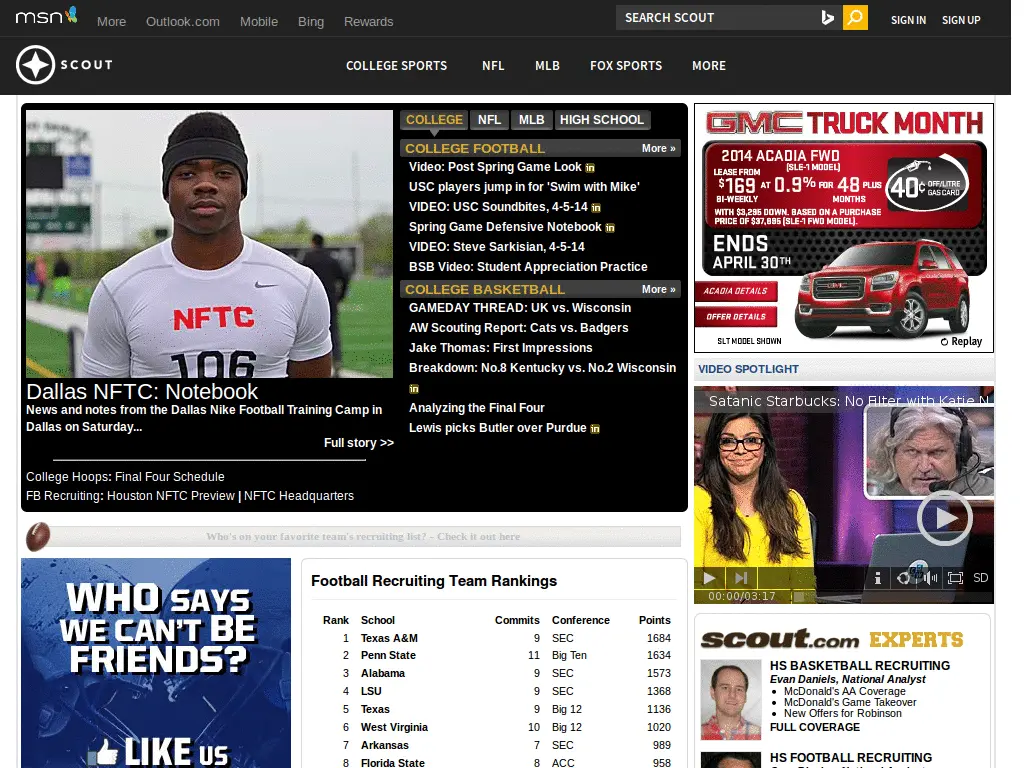 msn More Outlook.com Mobile Bing Rewards
SEARCH SCOUT
SIGN IN SIGN UP
SCOUT
COLLEGE SPORTS NFL MLB FOX SPORTS MORE
NFTC
106
Dallas NFTC: Notebook
News and notes from the Dallas Nike Football Training Camp in
Dallas on Saturday...
Full story >>
College Hoops: Final Four Schedule
FB Recruiting: Houston NFTC Preview | NFTC Headquarters
COLLEGE NFL MLB HIGH SCHOOL
COLLEGE FOOTBALL More »
Video: Post Spring Game Look in
USC players jump in for 'Swim with Mike'
VIDEO: USC Soundbites, 4-5-14 in
Spring Game Defensive Notebook in
VIDEO: Steve Sarkisian, 4-5-14
BSB Video: Student Appreciation Practice
COLLEGE BASKETBALL More »
GAMEDAY THREAD: UK vs. Wisconsin
AW Scouting Report: Cats vs. Badgers
Jake Thomas: First Impressions
Breakdown: No.8 Kentucky vs. No.2 Wisconsin
in
Analyzing the Final Four
Lewis picks Butler over Purdue in
GMC TRUCK MONTH
2014 ACADIA FWD
(SLE-1 MODEL)
LEASE FROM
$169 AT 0.9% FOR 48 PLUS
BI-WEEKLY MONTHS
40¢ OFF/LITRE
GAS CARD
WITH $3,295 DOWN. BASED ON A PURCHASE
PRICE OF $37,895 (SLE-1 FWD MODEL).
ENDS
APRIL 30TH
ACADIA DETAILS
OFFER DETAILS
SLT MODEL SHOWN
Replay
VIDEO SPOTLIGHT
Satanic Starbucks: No Filter with Katie N
SD
00:00/03:17
Who's on your favorite team's recruiting list? - Check it out here
WHO SAYS
WE CAN'T BE
FRIENDS?
LIKE US
Football Recruiting Team Rankings
Rank School Commits Conference Points
1 Texas A&M 9 SEC 1684
2 Penn State 11 Big Ten 1634
3 Alabama 9 SEC 1573
4 LSU 9 SEC 1368
5 Texas 9 Big 12 1136
6 West Virginia 10 Big 12 1020
7 Arkansas 7 SEC 989
8 Florida State 8 ACC 958
scout.com EXPERTS
HS BASKETBALL RECRUITING
Evan Daniels, National Analyst
• McDonald's AA Coverage
• McDonald's Game Takeover
• New Offers for Robinson
FULL COVERAGE
HS FOOTBALL RECRUITING